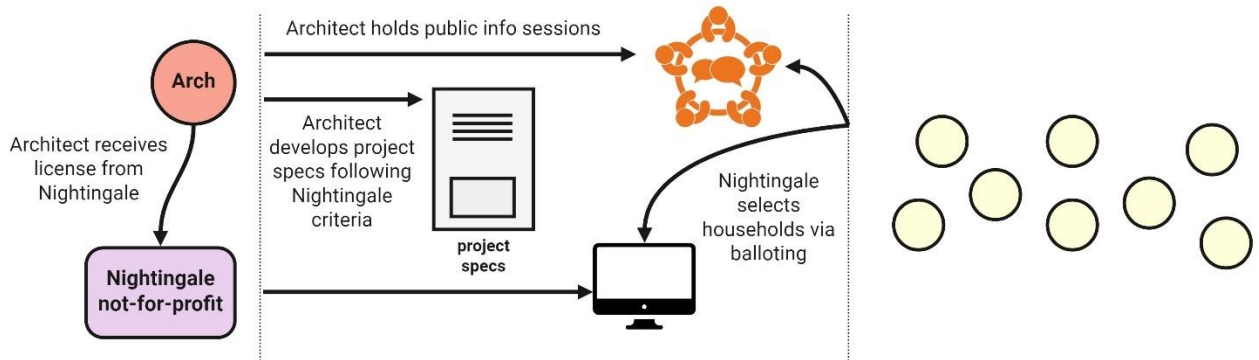 Architect holds public info sessions
Arch
Architect receives
license from
Nightingale
Architect
develops project
specs following
Nightingale
criteria
project
specs
Nightingale
selects
households via
balloting
Nightingale
not-for-profit